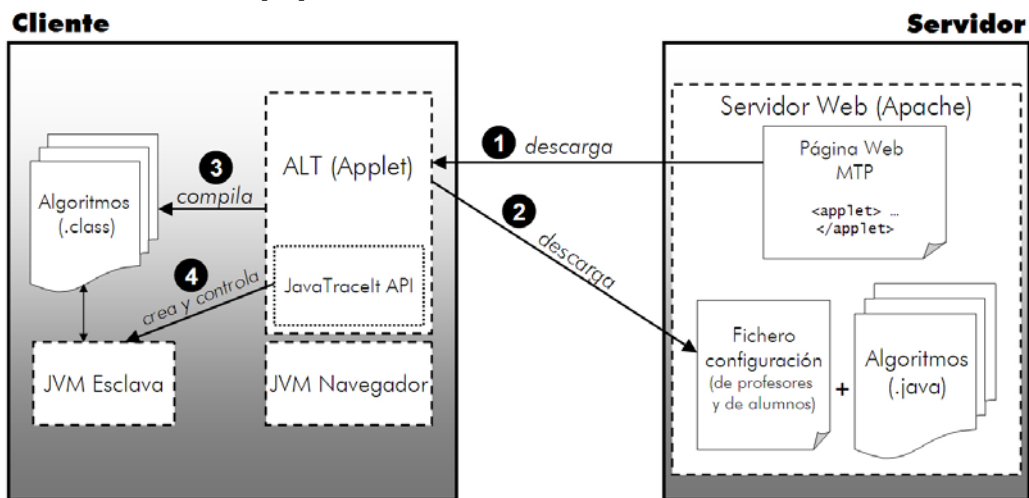 Cliente
Servidor
Servidor Web (Apache)
Página Web
MTP
<applet> …
</applet>
1 descarga
ALT (Applet)
3
compila
Algoritmos
(.class)
2
descarga
4
crea y controla
JavaTraceIt API
Fichero
configuración
(de profesores
y de alumnos)
+
Algoritmos
(.java)
JVM Esclava
JVM Navegador